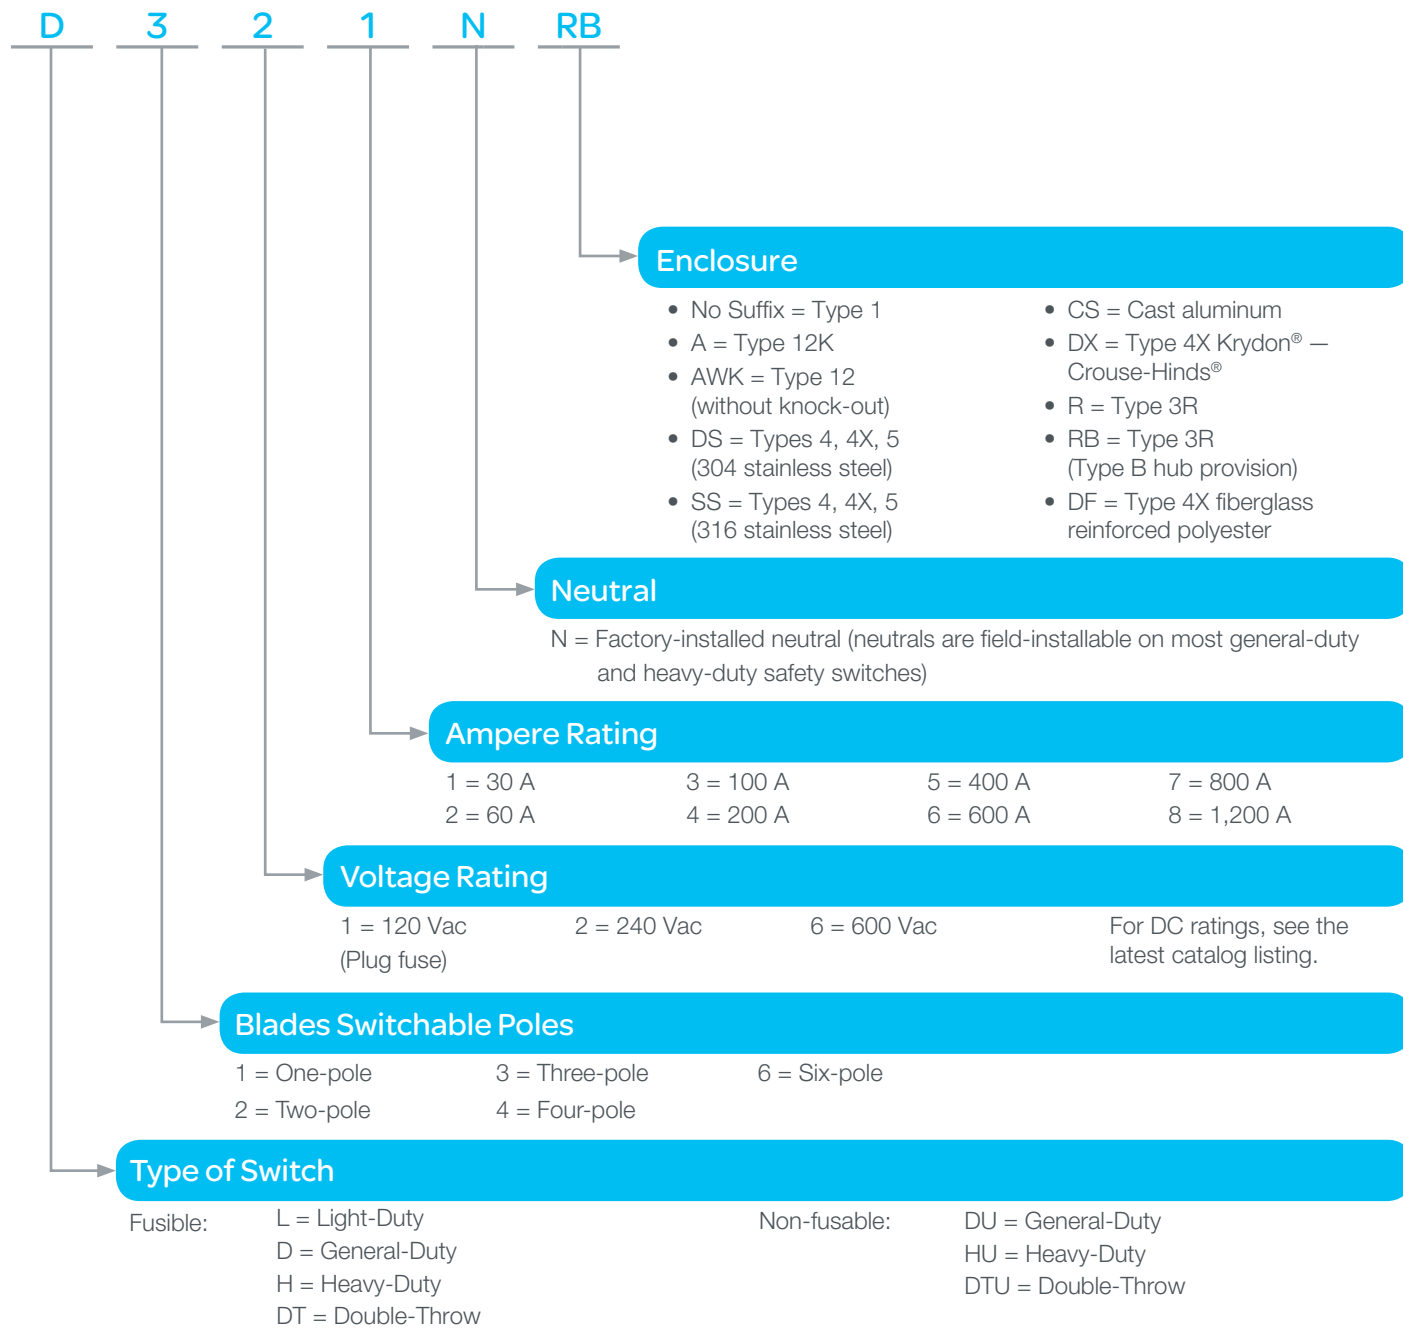 D 3 2 1 N RB
Enclosure
• No Suffix = Type 1
• A = Type 12K
• AWK = Type 12
(without knock-out)
• DS = Types 4, 4X, 5
(304 stainless steel)
• SS = Types 4, 4X, 5
(316 stainless steel)
• CS = Cast aluminum
• DX = Type 4X Krydon® —
Crouse-Hinds®
• R = Type 3R
• RB = Type 3R
(Type B hub provision)
• DF = Type 4X fiberglass
reinforced polyester
Neutral
N = Factory-installed neutral (neutrals are field-installable on most general-duty
and heavy-duty safety switches)
Ampere Rating
1 = 30 A 3 = 100 A 5 = 400 A 7 = 800 A
2 = 60 A 4 = 200 A 6 = 600 A 8 = 1,200 A
Voltage Rating
1 = 120 Vac
(Plug fuse)
2 = 240 Vac
6 = 600 Vac
For DC ratings, see the
latest catalog listing.
Blades Switchable Poles
1 = One-pole 3 = Three-pole 6 = Six-pole
2 = Two-pole 4 = Four-pole
Type of Switch
Fusible:
L = Light-Duty
D = General-Duty
H = Heavy-Duty
DT = Double-Throw
Non-fusable:
DU = General-Duty
HU = Heavy-Duty
DTU = Double-Throw